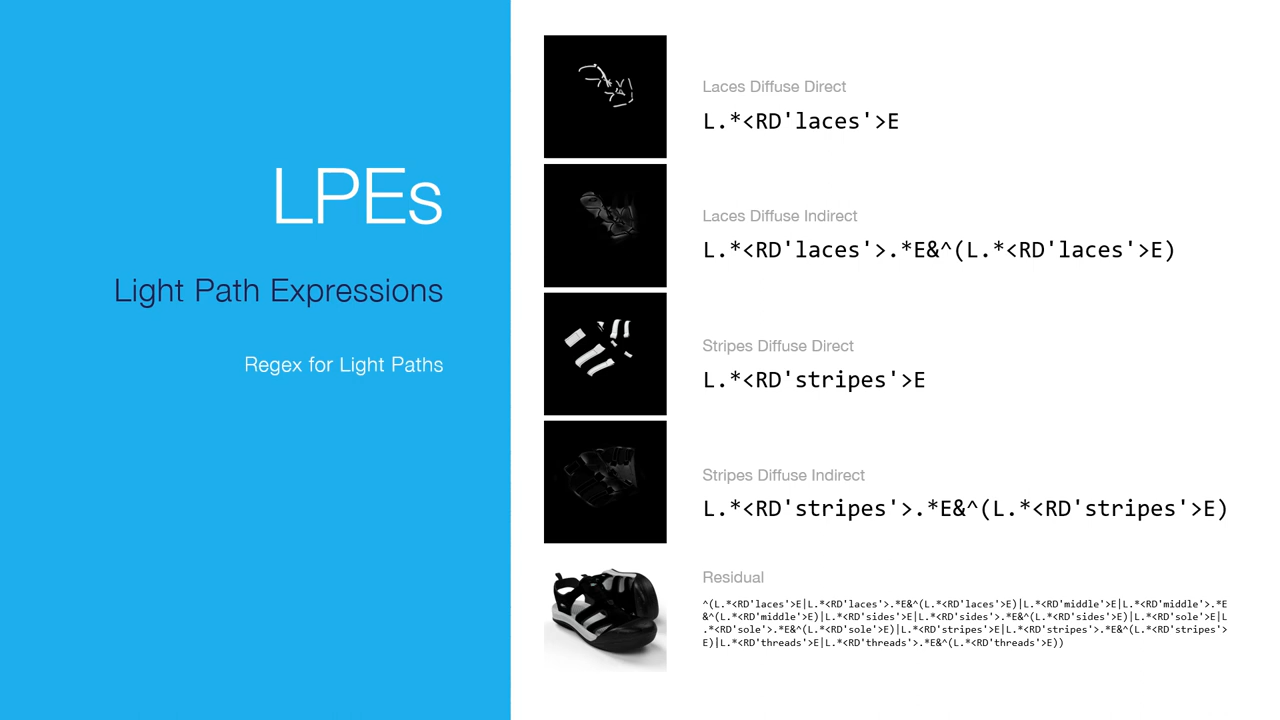 LPEs
Light Path Expressions
Regex for Light Paths
Laces Diffuse Direct
L.*<RD'laces'>E
Laces Diffuse Indirect
L.*<RD'laces'>.*E&^(L.*<RD'laces'>E)
Stripes Diffuse Direct
L.*<RD'stripes'>E
Stripes Diffuse Indirect
L.*<RD'stripes'>.*E&^(L.*<RD'stripes'>E)
Residual
^(L.*<RD'laces'>E|L.*<RD'laces'>.*E&^(L.*<RD'laces'>E)|L.*<RD'middle'>E|L.*<RD'middle'>.*E
&^(L.*<RD'middle'>E)|L.*<RD'sides'>E|L.*<RD'sides'>.*E&^(L.*<RD'sides'>E)|L.*<RD'sole'>E|L
.*<RD'sole'>.*E&^(L.*<RD'sole'>E)|L.*<RD'stripes'>E|L.*<RD'stripes'>.*E&^(L.*<RD'stripes'>
E)|L.*<RD'threads'>E|L.*<RD'threads'>.*E&^(L.*<RD'threads'>E))